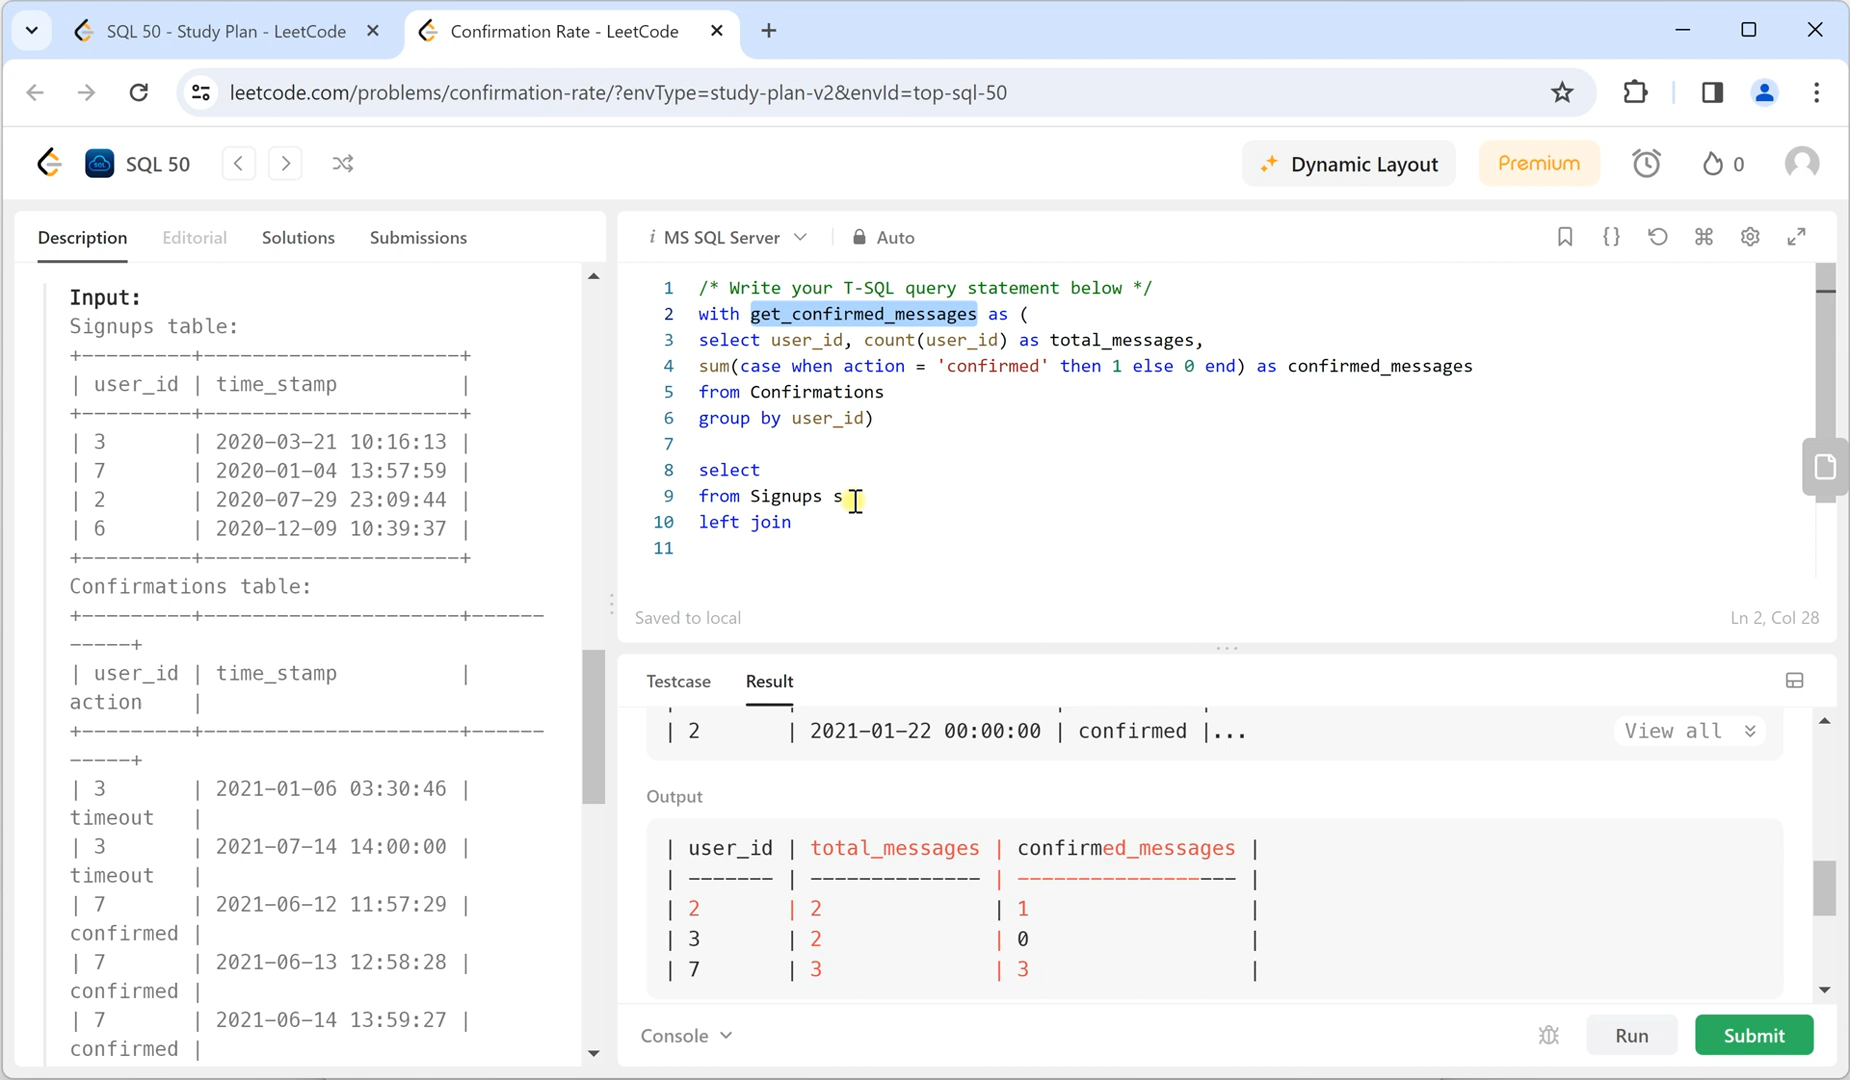 SQL 50 - Study Plan - LeetCode
Confirmation Rate - LeetCode
leetcode.com/problems/confirmation-rate/?envType=study-plan-v2&envId=top-sql-50
SQL 50
Dynamic Layout
Premium
0
Description
Editorial
Solutions
Submissions
Input:
Signups table:
+---------+---------------------+
| user_id | time_stamp          |
+---------+---------------------+
| 3       | 2020-03-21 10:16:13 |
| 7       | 2020-01-04 13:57:59 |
| 2       | 2020-07-29 23:09:44 |
| 6       | 2020-12-09 10:39:37 |
+---------+---------------------+
Confirmations table:
+---------+---------------------+------
-----+
| user_id | time_stamp          |
action    |
+---------+---------------------+------
-----+
| 3       | 2021-01-06 03:30:46 |
timeout   |
| 3       | 2021-07-14 14:00:00 |
timeout   |
| 7       | 2021-06-12 11:57:29 |
confirmed |
| 7       | 2021-06-13 12:58:28 |
confirmed |
| 7       | 2021-06-14 13:59:27 |
confirmed |
i MS SQL Server
Auto
1 /* Write your T-SQL query statement below */
2 with get_confirmed_messages as (
3 select user_id, count(user_id) as total_messages,
4 sum(case when action = 'confirmed' then 1 else 0 end) as confirmed_messages
5 from Confirmations
6 group by user_id)
7
8 select
9 from Signups s
10 left join
11
Saved to local
Ln 2, Col 28
Testcase
Result
| 2       | 2021-01-22 00:00:00 | confirmed |...
View all
Output
| user_id | total_messages | confirmed_messages |
| ------- | -------------- | ------------------ |
| 2       | 2              | 1                  |
| 3       | 2              | 0                  |
| 7       | 3              | 3                  |
Console
Run
Submit